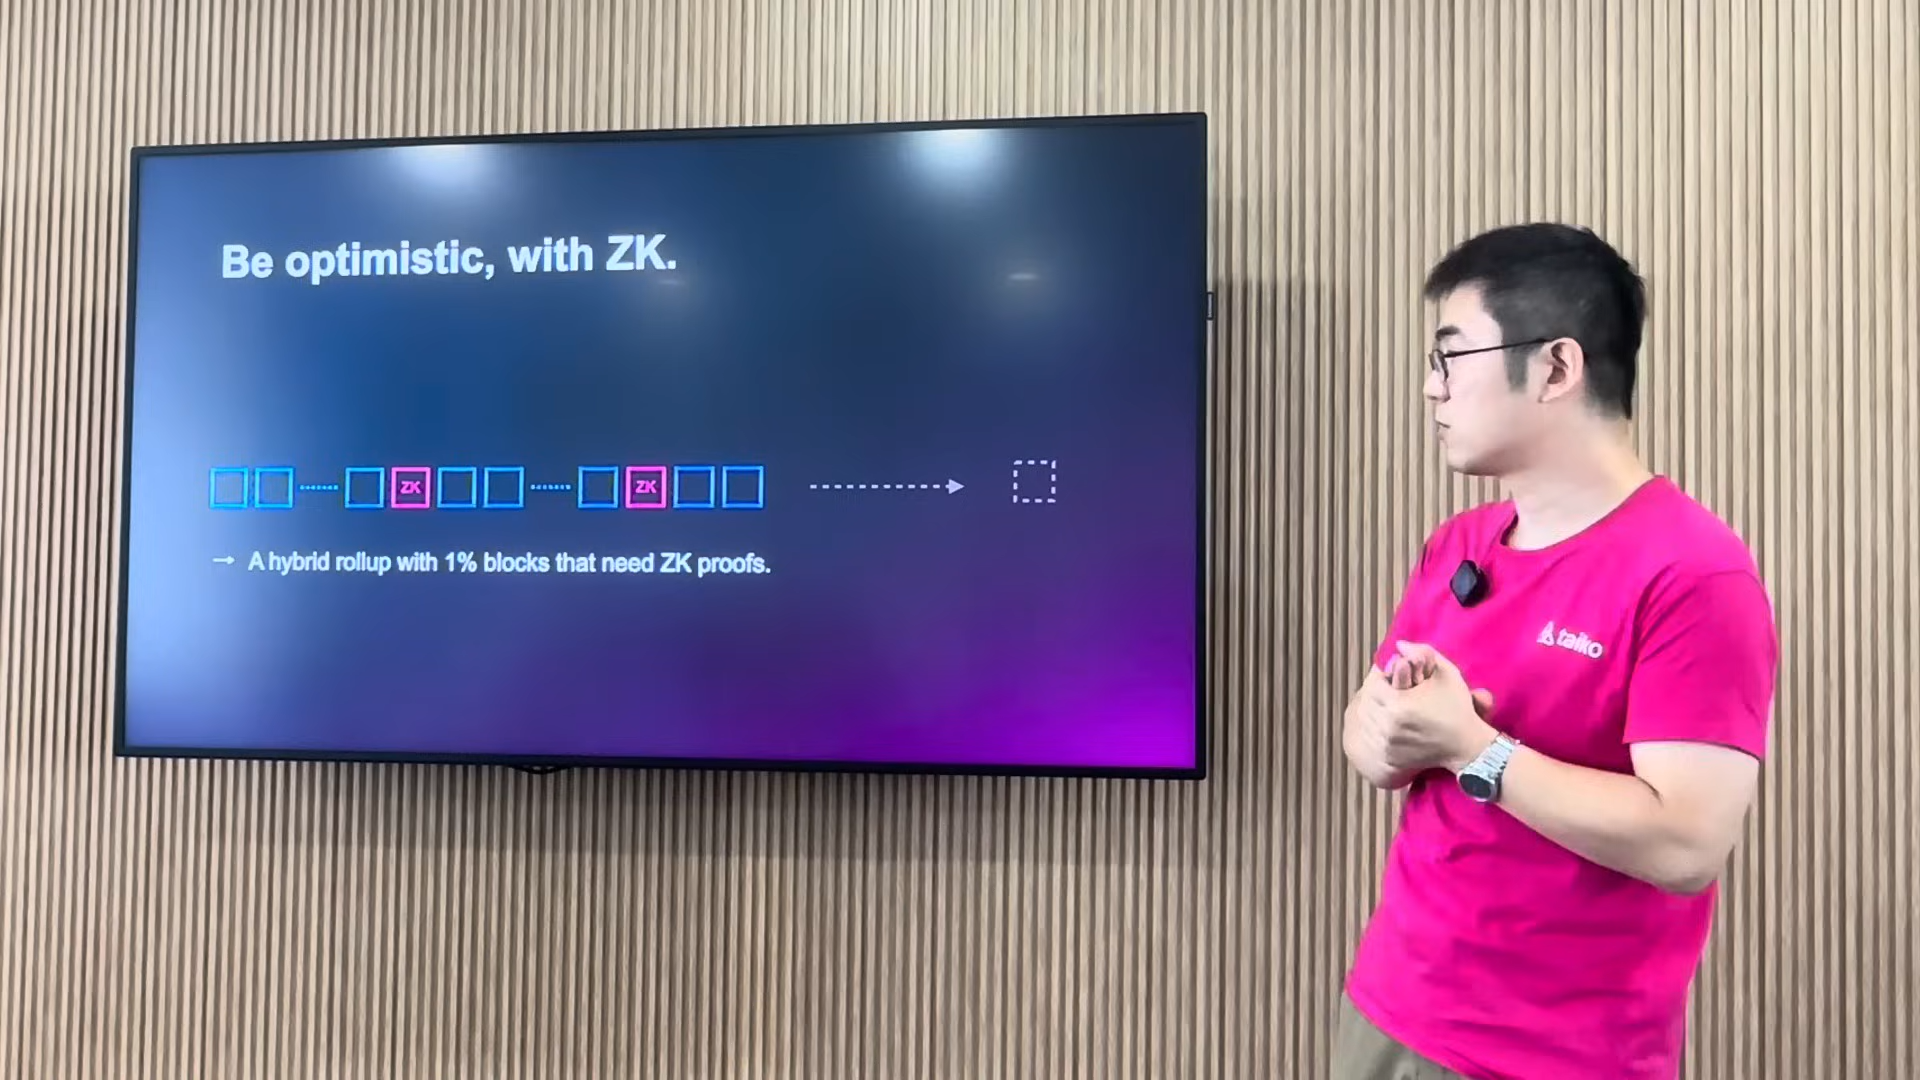 Be optimistic, with ZK.
ZK
ZK
→ A hybrid rollup with 1% blocks that need ZK proofs.
taiko